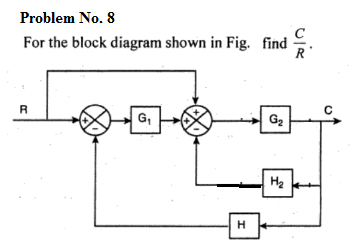 Problem No. 8
For the block diagram shown in Fig. find C/R.
R
+
-
G₁
+
+
-
G₂
C
H₂
H